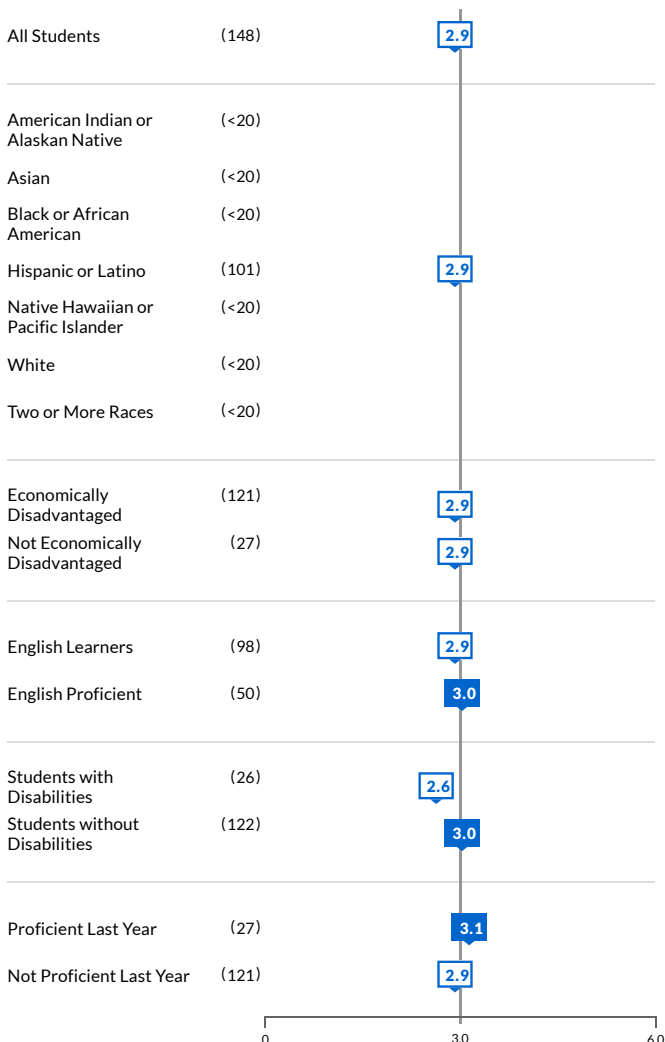 All Students (148) 2.9
American Indian or
Alaskan Native (<20)
Asian (<20)
Black or African
American (<20)
Hispanic or Latino (101) 2.9
Native Hawaiian or
Pacific Islander (<20)
White (<20)
Two or More Races (<20)
Economically
Disadvantaged (121) 2.9
Not Economically
Disadvantaged (27) 2.9
English Learners (98) 2.9
English Proficient (50) 3.0
Students with
Disabilities (26) 2.6
Students without
Disabilities (122) 3.0
Proficient Last Year (27) 3.1
Not Proficient Last Year (121) 2.9
0 3.0 6.0